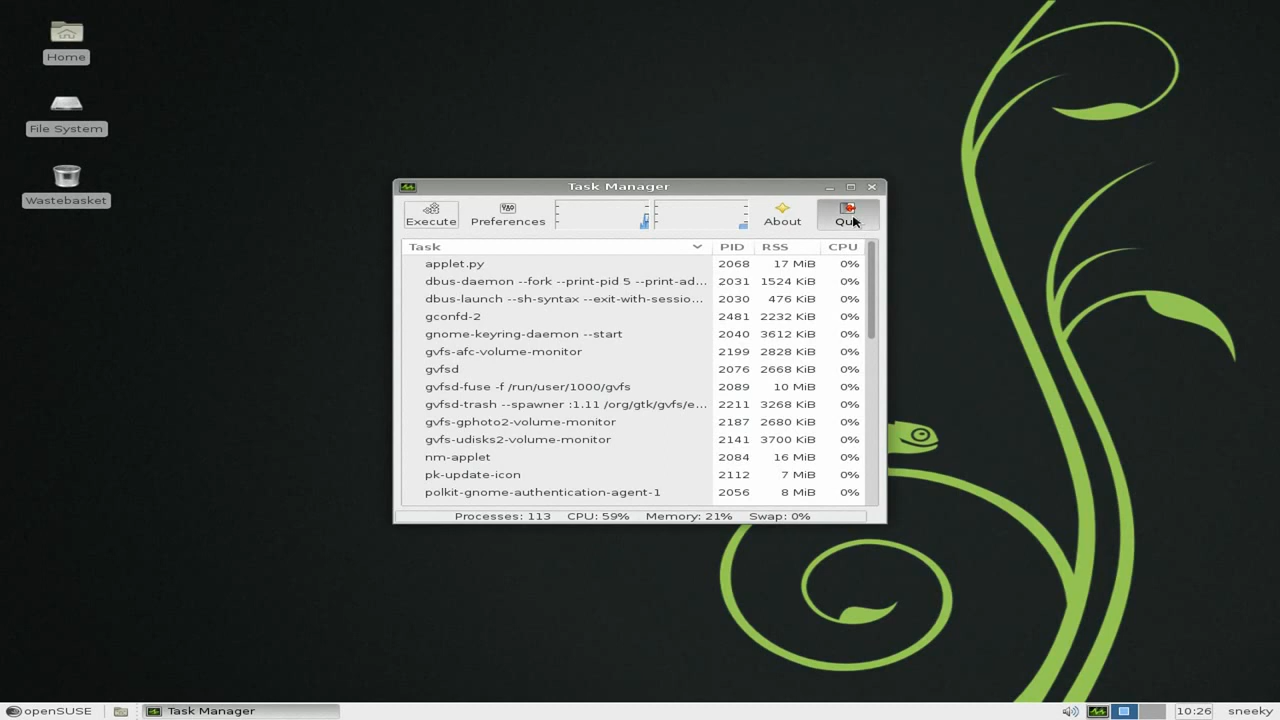 Home
File System
Wastebasket
Task Manager
Execute Preferences About
Task PID RSS CPU
applet.py 2068 17 MiB 0%
dbus-daemon --fork --print-pid 5 --print-ad... 2031 1524 KiB 0%
dbus-launch --sh-syntax --exit-with-sessio... 2030 476 KiB 0%
gconfd-2 2481 2232 KiB 0%
gnome-keyring-daemon --start 2040 3612 KiB 0%
gvfs-afc-volume-monitor 2199 2828 KiB 0%
gvfsd 2076 2668 KiB 0%
gvfsd-fuse -f /run/user/1000/gvfs 2089 10 MiB 0%
gvfsd-trash --spawner :1.11 /org/gtk/gvfs/e... 2211 3268 KiB 0%
gvfs-gphoto2-volume-monitor 2187 2680 KiB 0%
gvfs-udisks2-volume-monitor 2141 3700 KiB 0%
nm-applet 2084 16 MiB 0%
pk-update-icon 2112 7 MiB 0%
polkit-gnome-authentication-agent-1 2056 8 MiB 0%
Processes: 113 CPU: 59% Memory: 21% Swap: 0%
openSUSE Task Manager 10:26 sneeky